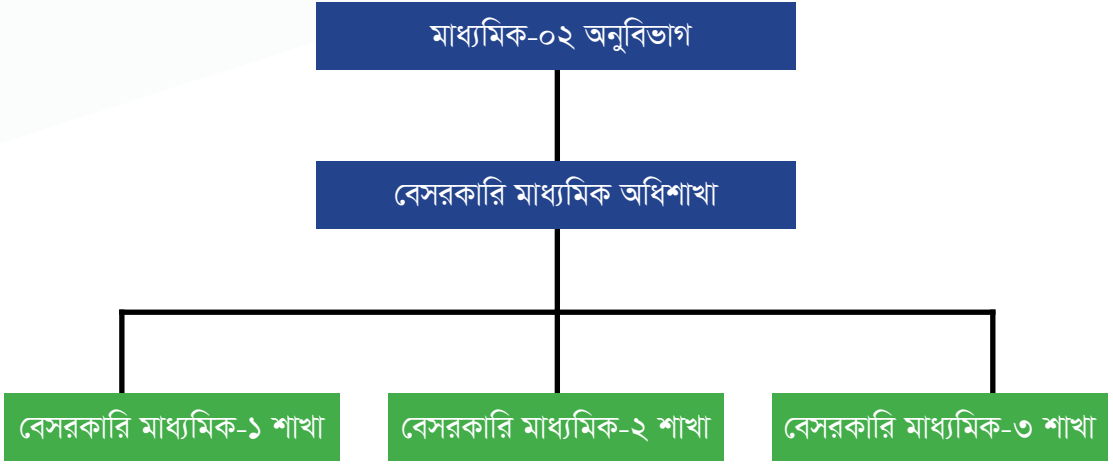 মাধ্যমিক-০২ অনুবিভাগ
বেসরকারি মাধ্যমিক অধিশাখা
বেসরকারি মাধ্যমিক-১ শাখা
বেসরকারি মাধ্যমিক-২ শাখা
বেসরকারি মাধ্যমিক-৩ শাখা